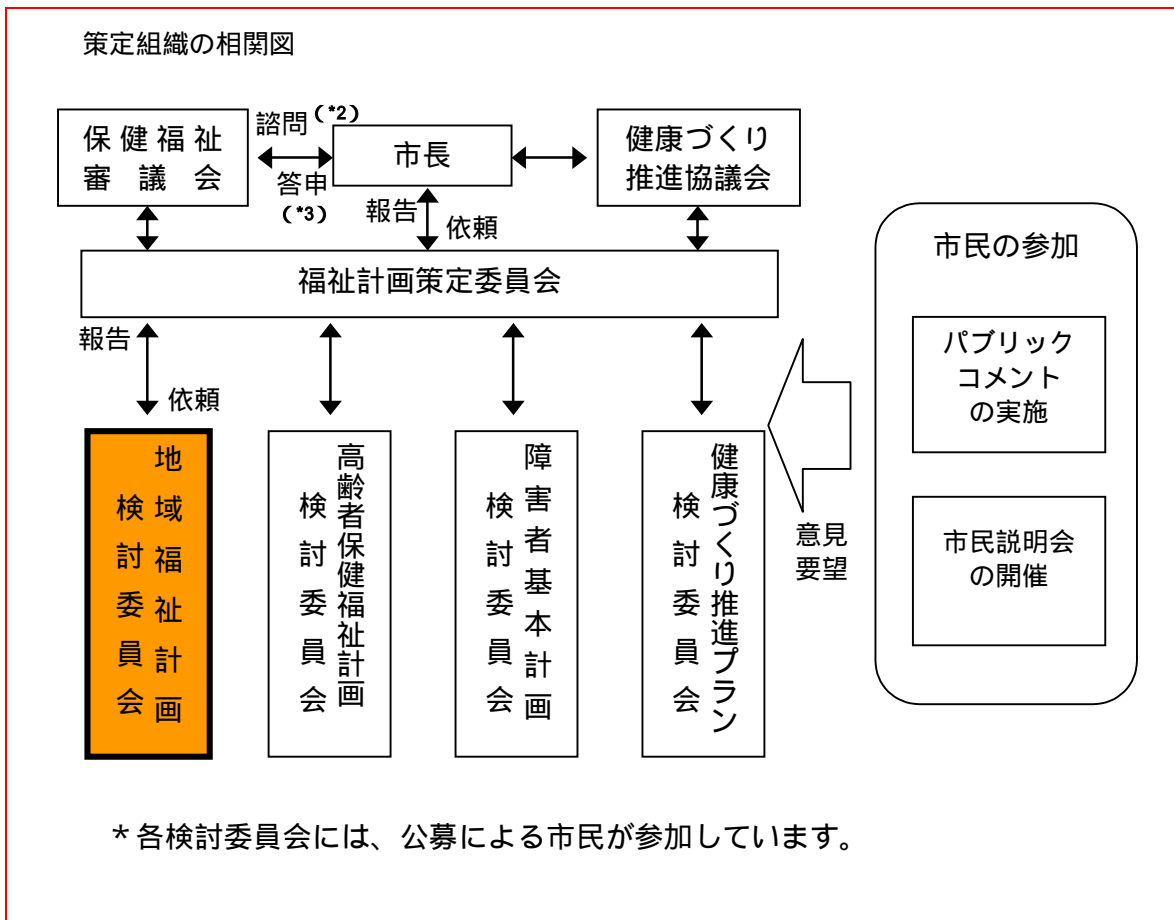 策定組織の相関図
保健福祉
審議会
諮問(*2)
答申
(*3)
市長
健康づくり
推進協議会
報告
依頼
福祉計画策定委員会
報告
依頼
地域福祉計画
検討委員会
高齢者保健福祉計画
検討委員会
障害者基本計画
検討委員会
健康づくり推進プラン
検討委員会
意見
要望
市民の参加
パブリック
コメント
の実施
市民説明会
の開催
*各検討委員会には、公募による市民が参加しています。